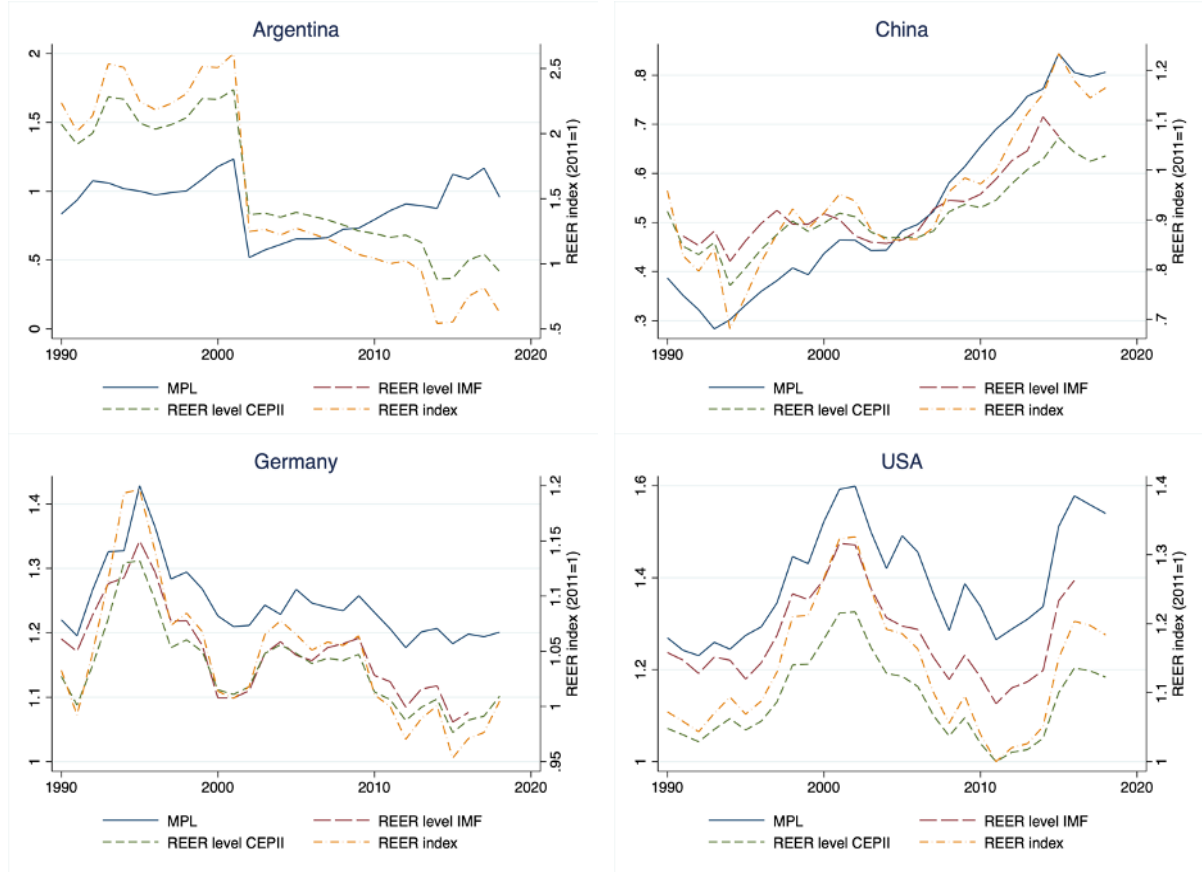 Argentina
2
1.5
1
.5
0
2.5
2
1.5
1
.5
REER index (2011=1)
1990 2000 2010 2020
MPL REER level IMF
REER level CEPII REER index
China
.8
.7
.6
.5
.4
.3
1.2
1.1
1
.9
.8
.7
REER index (2011=1)
1990 2000 2010 2020
MPL REER level IMF
REER level CEPII REER index
Germany
1.4
1.3
1.2
1.1
1
1.2
1.15
1.1
1.05
1
.95
REER index (2011=1)
1990 2000 2010 2020
MPL REER level IMF
REER level CEPII REER index
USA
1.6
1.4
1.2
1
1.4
1.3
1.2
1.1
1
REER index (2011=1)
1990 2000 2010 2020
MPL REER level IMF
REER level CEPII REER index